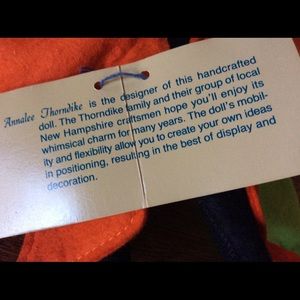 Annalee Thorndike is the designer of this handcrafted
doll. The Thorndike family and their group of local
New Hampshire craftsmen hope you'll enjoy its
whimsical charm for many years. The doll's mobil-
ity and flexibility allow you to create your own ideas
in positioning, resulting in the best of display and
decoration.